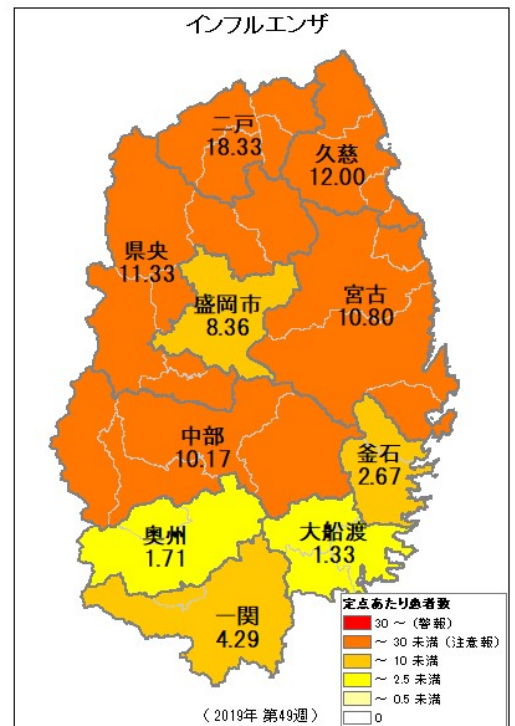 インフルエンザ
二戸
18.33
久慈
12.00
県央
11.33
盛岡市
8.36
宮古
10.80
中部
10.17
釜石
2.67
奥州
1.71
大船渡
1.33
一関
4.29
定点あたり患者数
30 ～ (警報)
～ 30 未満 (注意報)
～ 10 未満
～ 2.5 未満
～ 0.5 未満
0
(2019年 第49週)